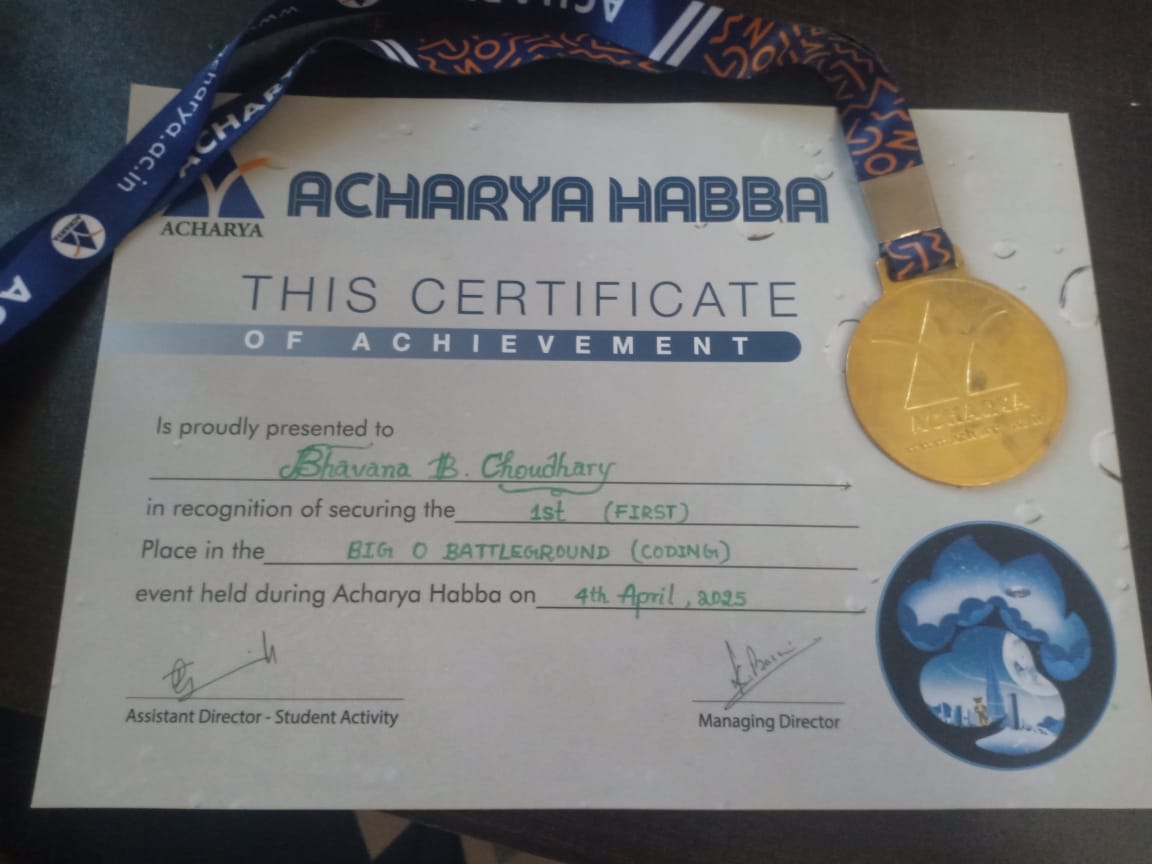 ACHARYA
acharya.ac.in
ACHARYA
ACHARYA HABBA
THIS CERTIFICATE
OF ACHIEVEMENT
Is proudly presented to
Bhavana B. Choudhary
in recognition of securing the 1st (FIRST)
Place in the BIG O BATTLEGROUND (CODING)
event held during Acharya Habba on 4th April, 2025
Assistant Director - Student Activity
Managing Director
ACHARYA